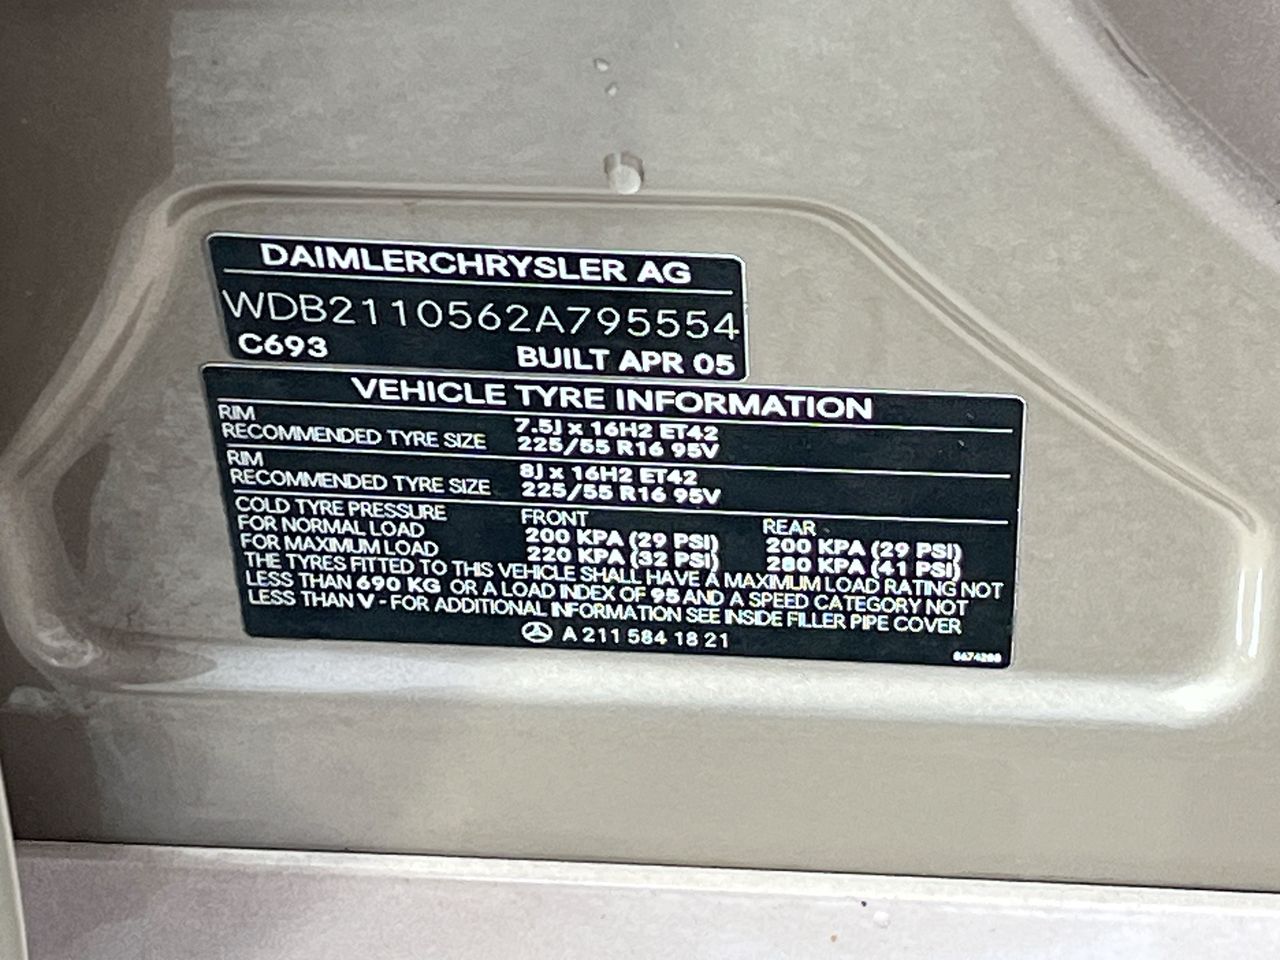 DAIMLERCHRYSLER AG
WDB2110562A795554
C693 BUILT APR 05
VEHICLE TYRE INFORMATION
RIM 7.5J x 16H2 ET42
RECOMMENDED TYRE SIZE 225/55 R16 95V
RIM 8J x 16H2 ET42
RECOMMENDED TYRE SIZE 225/55 R16 95V
COLD TYRE PRESSURE FRONT REAR
FOR NORMAL LOAD 200 KPA (29 PSI) 200 KPA (29 PSI)
FOR MAXIMUM LOAD 220 KPA (32 PSI) 280 KPA (41 PSI)
THE TYRES FITTED TO THIS VEHICLE SHALL HAVE A MAXIMUM LOAD RATING NOT
LESS THAN 690 KG OR A LOAD INDEX OF 95 AND A SPEED CATEGORY NOT
LESS THAN V - FOR ADDITIONAL INFORMATION SEE INSIDE FILLER PIPE COVER
A 211 584 18 21